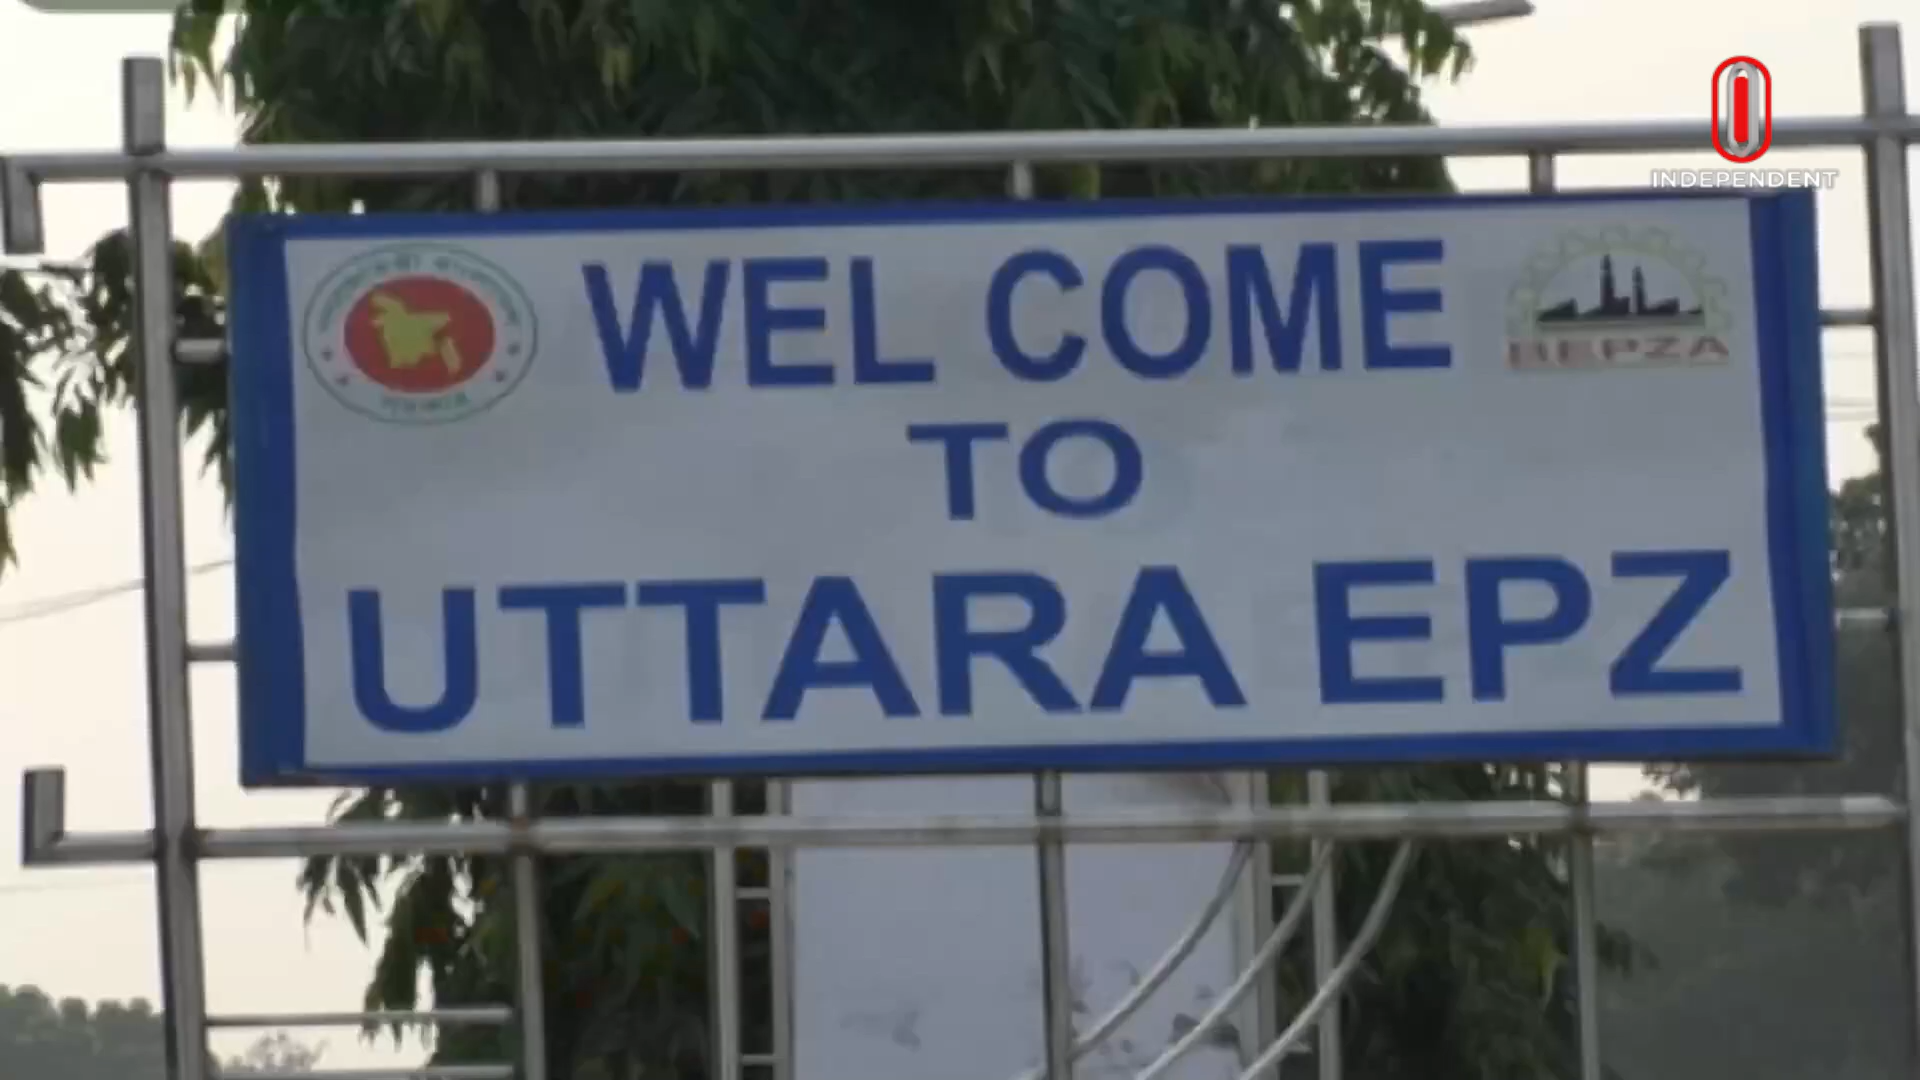 INDEPENDENT
WEL COME
BEPZA
TO
UTTARA EPZ